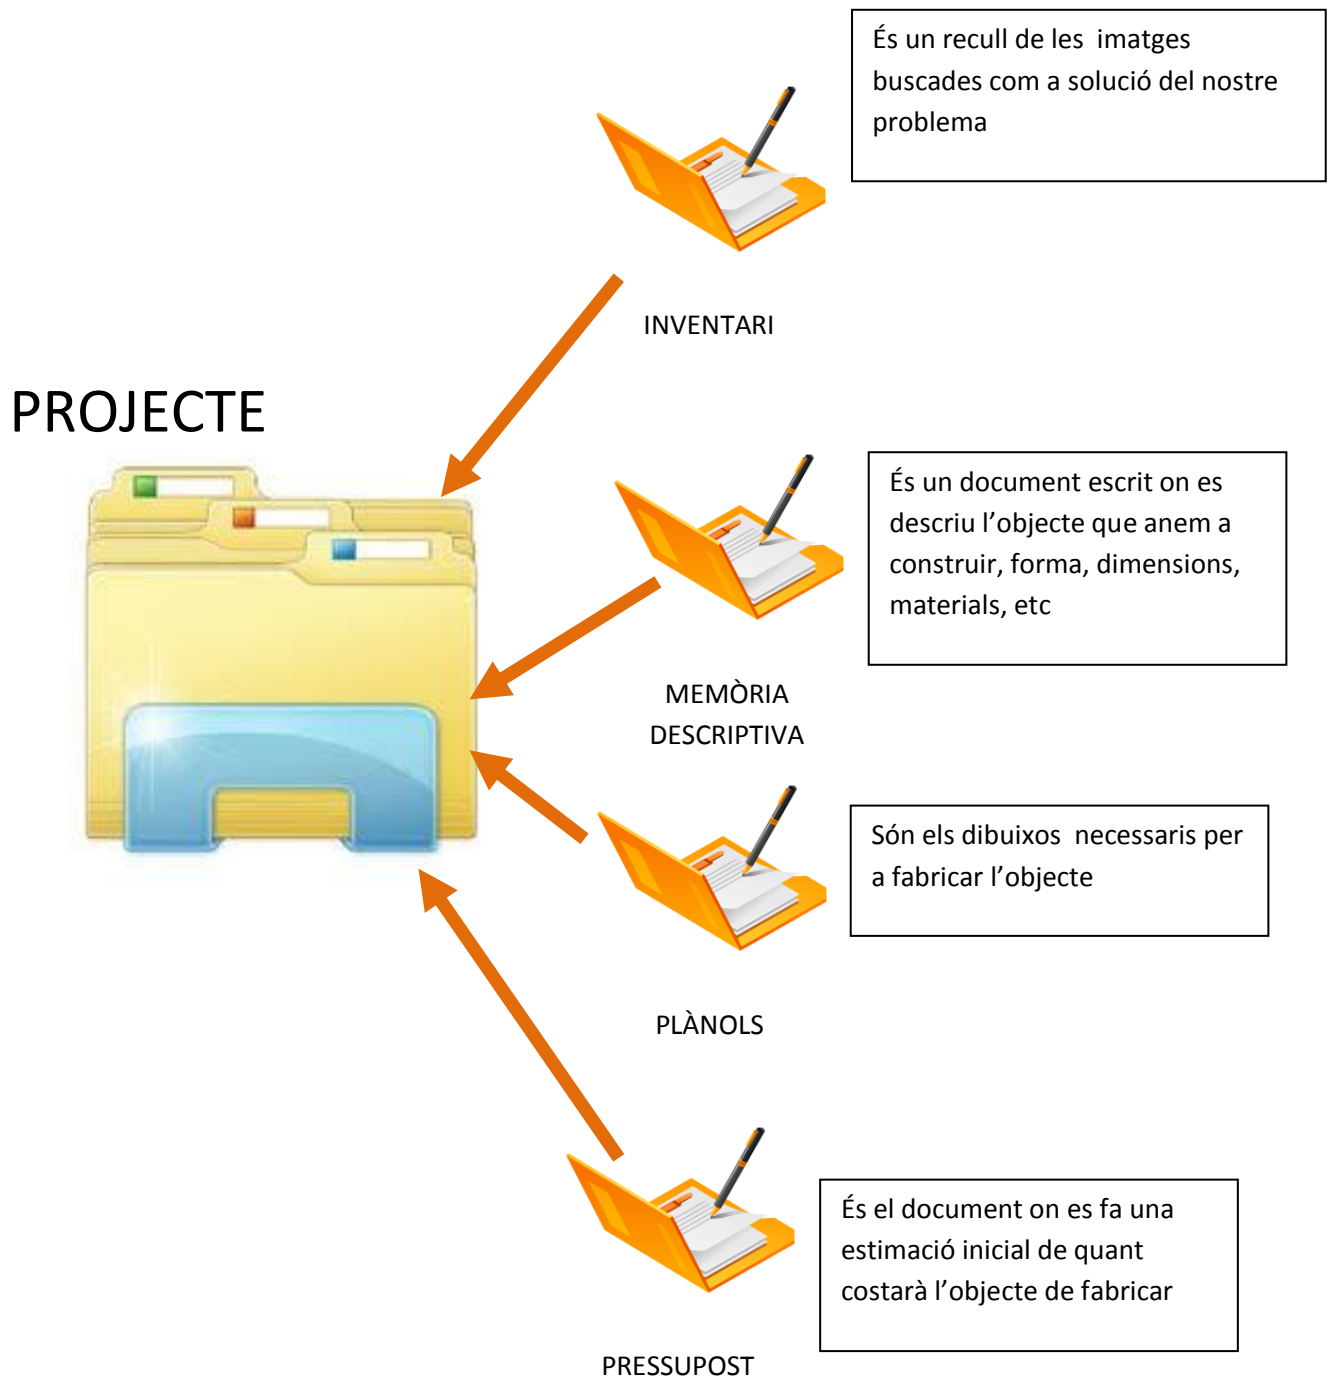 És un recull de les imatges
buscades com a solució del nostre
problema
INVENTARI
PROJECTE
És un document escrit on es
descriu l’objecte que anem a
construir, forma, dimensions,
materials, etc
MEMÒRIA
DESCRIPTIVA
Són els dibuixos necessaris per
a fabricar l’objecte
PLÀNOLS
És el document on es fa una
estimació inicial de quant
costarà l’objecte de fabricar
PRESSUPOST